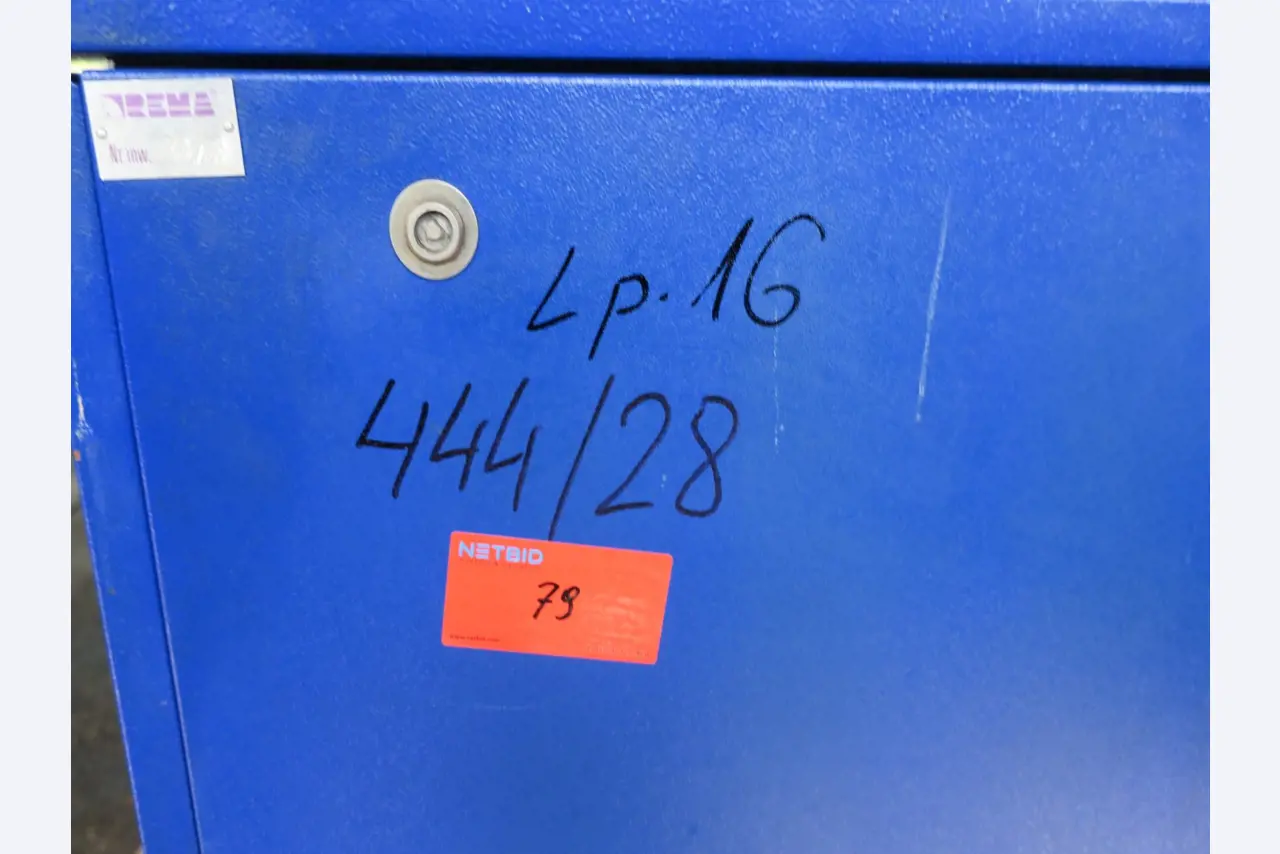 REMA
Nr inw.
Lp. 16
444/28
NETBID
79